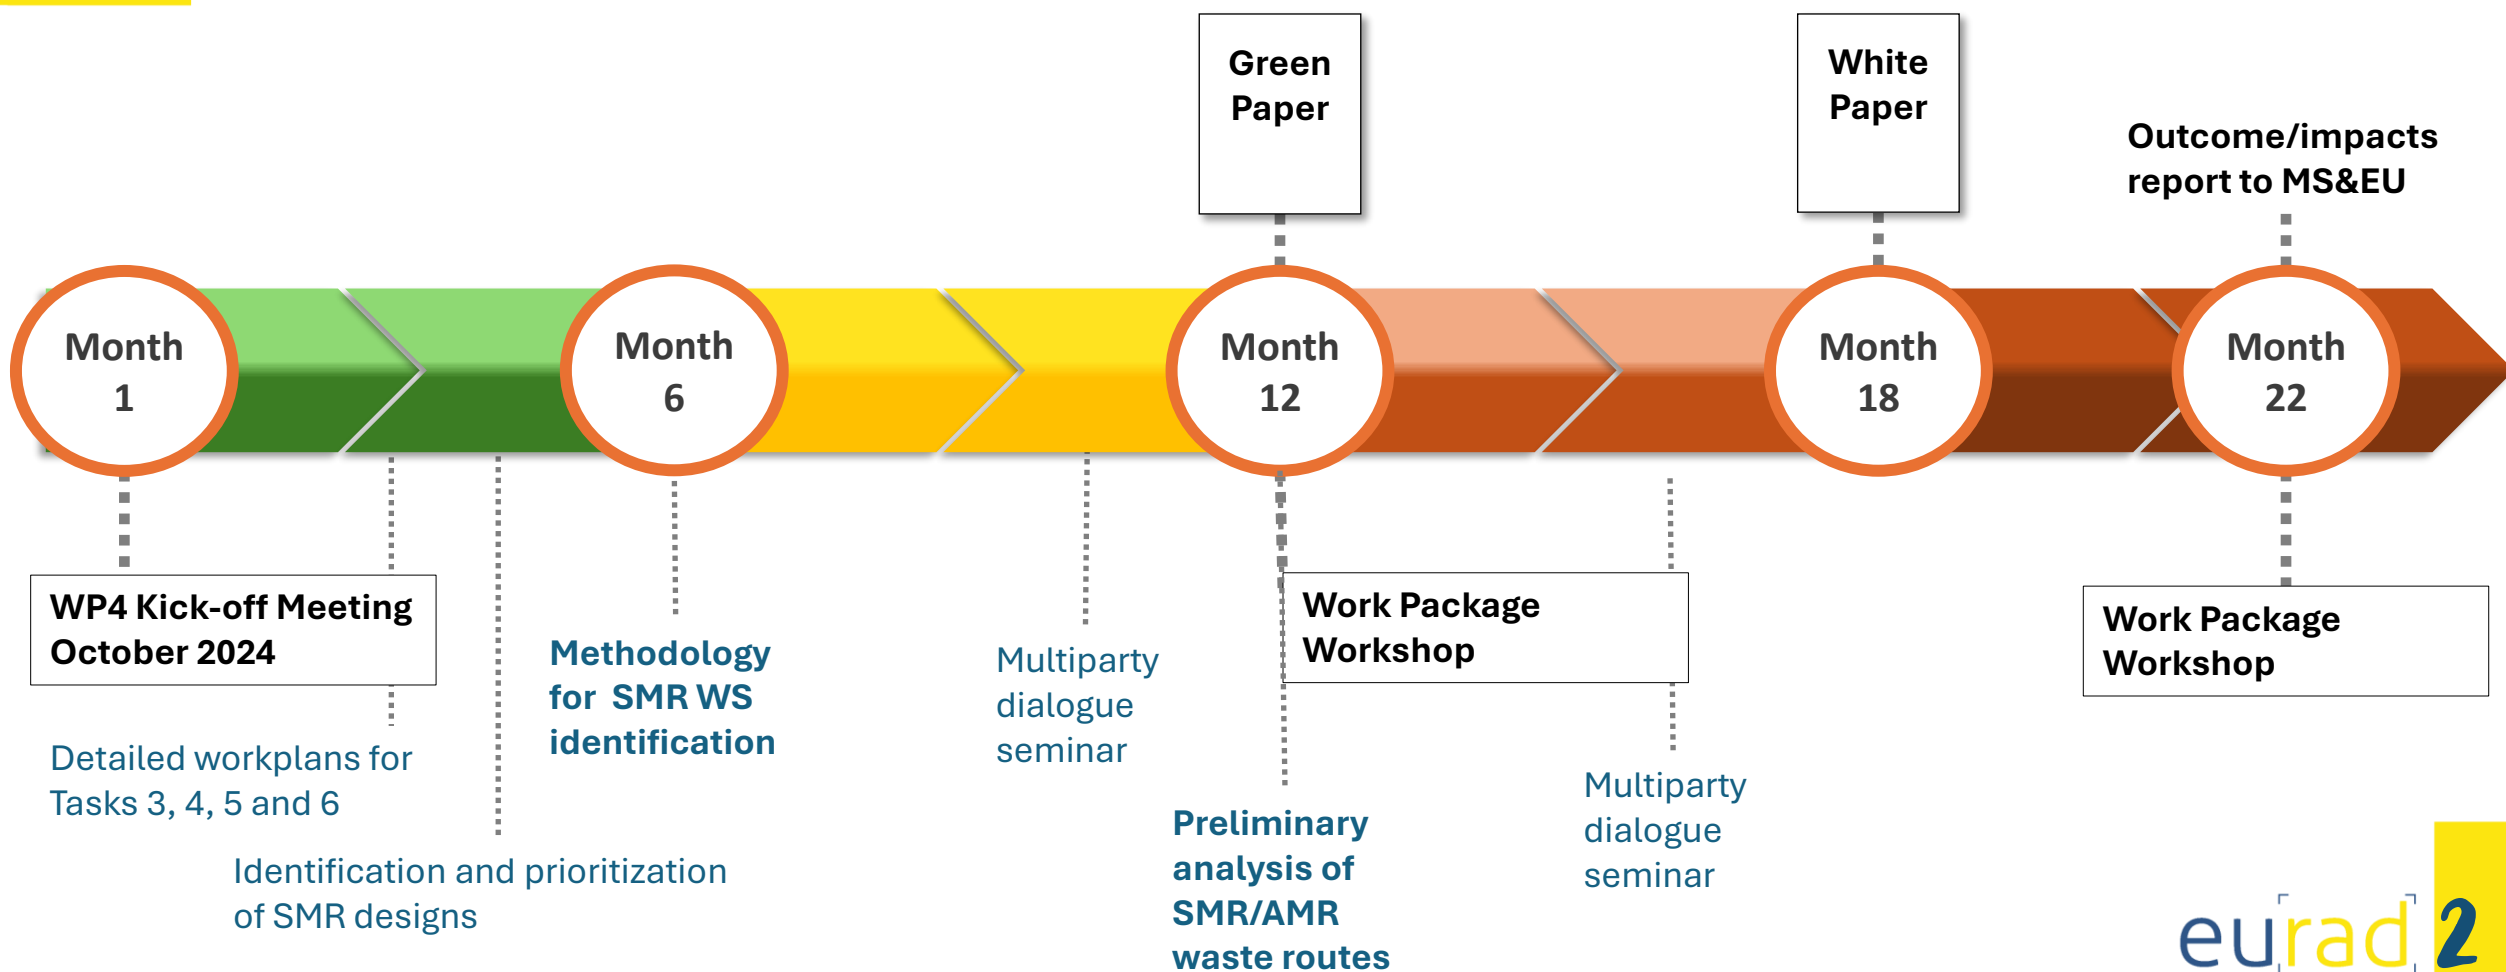 Green
Paper
White
Paper
Outcome/impacts
report to MS&EU
Month
1
Month
6
Month
12
Month
18
Month
22
WP4 Kick-off Meeting
October 2024
Detailed workplans for
Tasks 3, 4, 5 and 6
Identification and prioritization
of SMR designs
Methodology
for SMR WS
identification
Multiparty
dialogue
seminar
Work Package
Workshop
Preliminary
analysis of
SMR/AMR
waste routes
Multiparty
dialogue
seminar
Work Package
Workshop
eurad 2